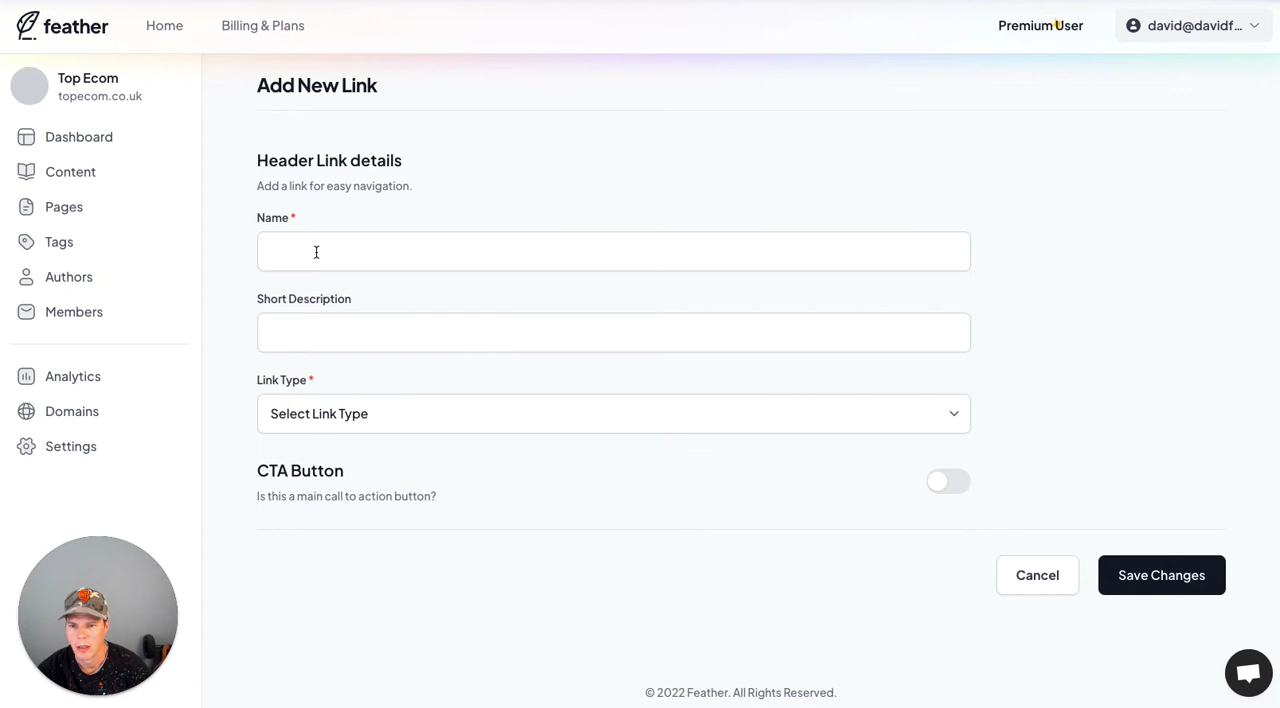 feather
Home
Billing & Plans
Premium User
david@davidf...
Top Ecom
topecom.co.uk
Dashboard
Content
Pages
Tags
Authors
Members
Analytics
Domains
Settings
Add New Link
Header Link details
Add a link for easy navigation.
Name *
Short Description
Link Type *
Select Link Type
CTA Button
Is this a main call to action button?
Cancel
Save Changes
© 2022 Feather. All Rights Reserved.